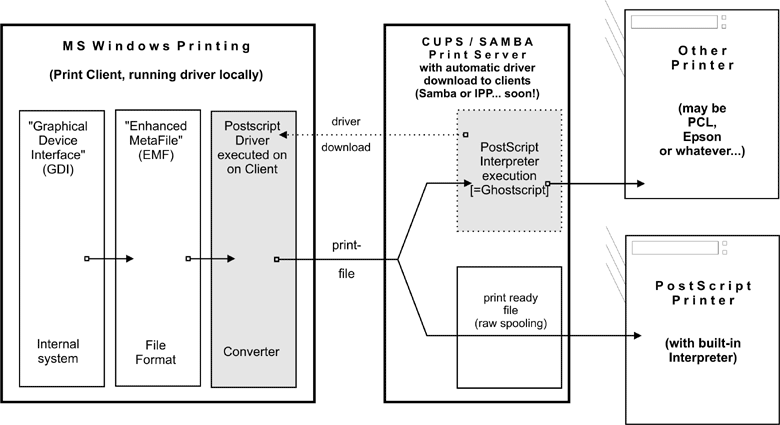 MS Windows Printing
(Print Client, running driver locally)
"Graphical
Device
Interface"
(GDI)
Internal
system
"Enhanced
MetaFile"
(EMF)
File
Format
Postscript
Driver
executed on
on Client
Converter
driver
download
print-
file
CUPS / SAMBA
Print Server
with automatic driver
download to clients
(Samba or IPP... soon!)
PostScript
Interpreter
execution
[=Ghostscript]
print ready
file
(raw spooling)
Other
Printer
(may be
PCL,
Epson
or whatever...)
PostScript
Printer
(with built-in
Interpreter)